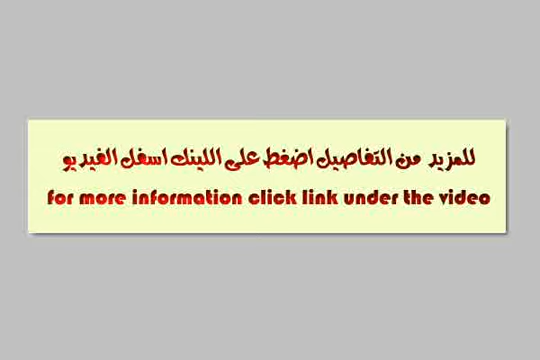 للمزيد من التفاصيل اضغط على اللينك اسفل الفيديو
for more information click link under the video